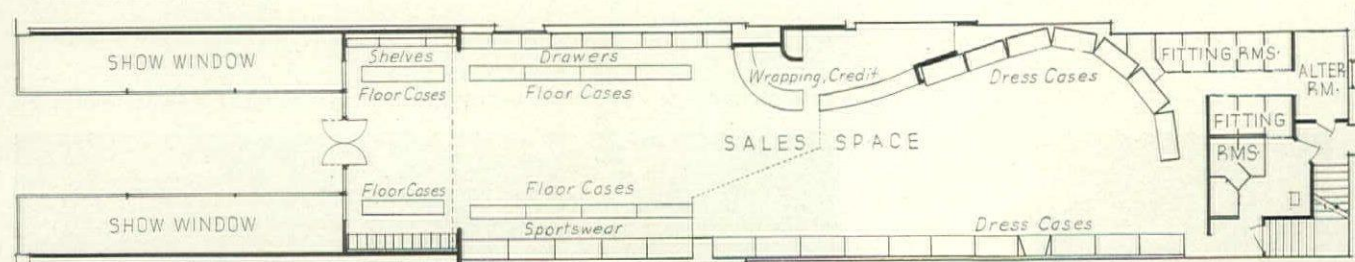 SHOW WINDOW
Shelves
Floor Cases
Drawers
Floor Cases
Wrapping, Credit
Dress Cases
FITTING RMS.
ALTER
RM.
FITTING
RMS
SALES SPACE
Floor Cases
Floor Cases
Sportswear
Dress Cases
SHOW WINDOW